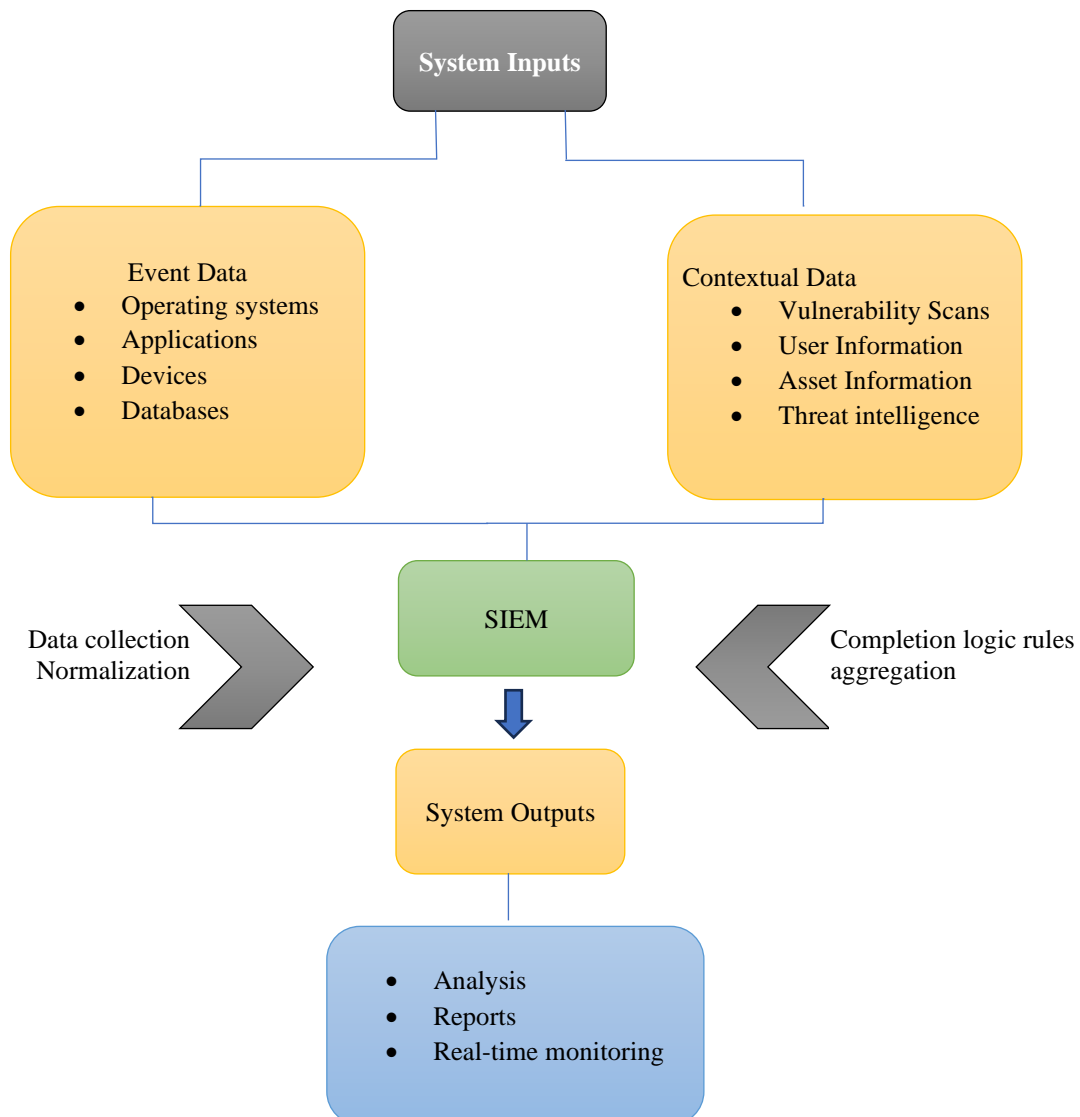 System Inputs
Event Data
• Operating systems
• Applications
• Devices
• Databases
Contextual Data
• Vulnerability Scans
• User Information
• Asset Information
• Threat intelligence
SIEM
Data collection
Normalization
Completion logic rules
aggregation
System Outputs
• Analysis
• Reports
• Real-time monitoring